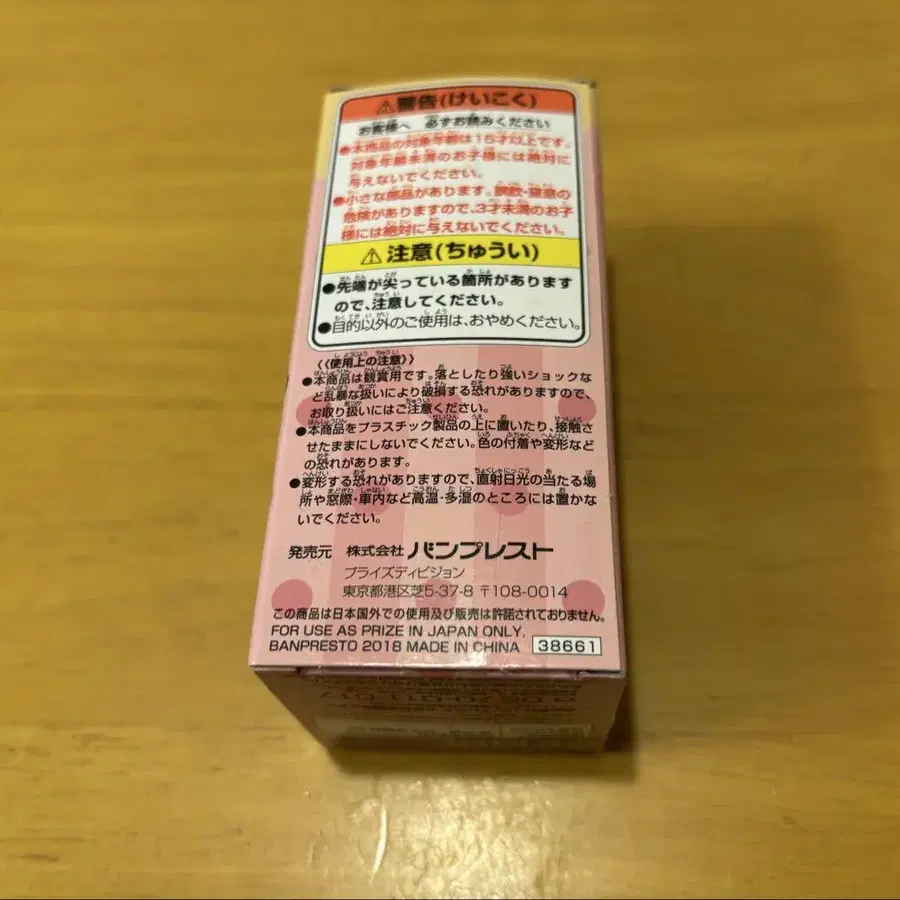 ⚠警告(けいこく)
お客様へ 必ずお読みください
●本商品の対象年齢は15才以上です。
対象年齢未満のお子様には絶対に
与えないでください。
●小さな部品があります。誤飲・窒息の
危険がありますので、3才未満のお子
様には絶対に与えないでください。
⚠注意(ちゅうい)
●先端が尖っている箇所があります
ので、注意してください。
●目的以外のご使用は、おやめください。
《使用上の注意》
●本商品は観賞用です。落としたり強いショックな
ど乱暴な扱いにより破損する恐れがありますので、
お取り扱いにはご注意ください。
●本商品をプラスチック製品の上に置いたり、接触さ
せたままにしないでください。色の付着や変形など
の恐れがあります。
●変形する恐れがありますので、直射日光の当たる場
所や窓際・車内など高温・多湿のところには置かな
いでください。
発売元 株式会社 バンプレスト
プライズディビジョン
東京都港区芝5-37-8 〒108-0014
この商品は日本国外での使用及び販売は許諾されておりません。
FOR USE AS PRIZE IN JAPAN ONLY.
BANPRESTO 2018 MADE IN CHINA 38661